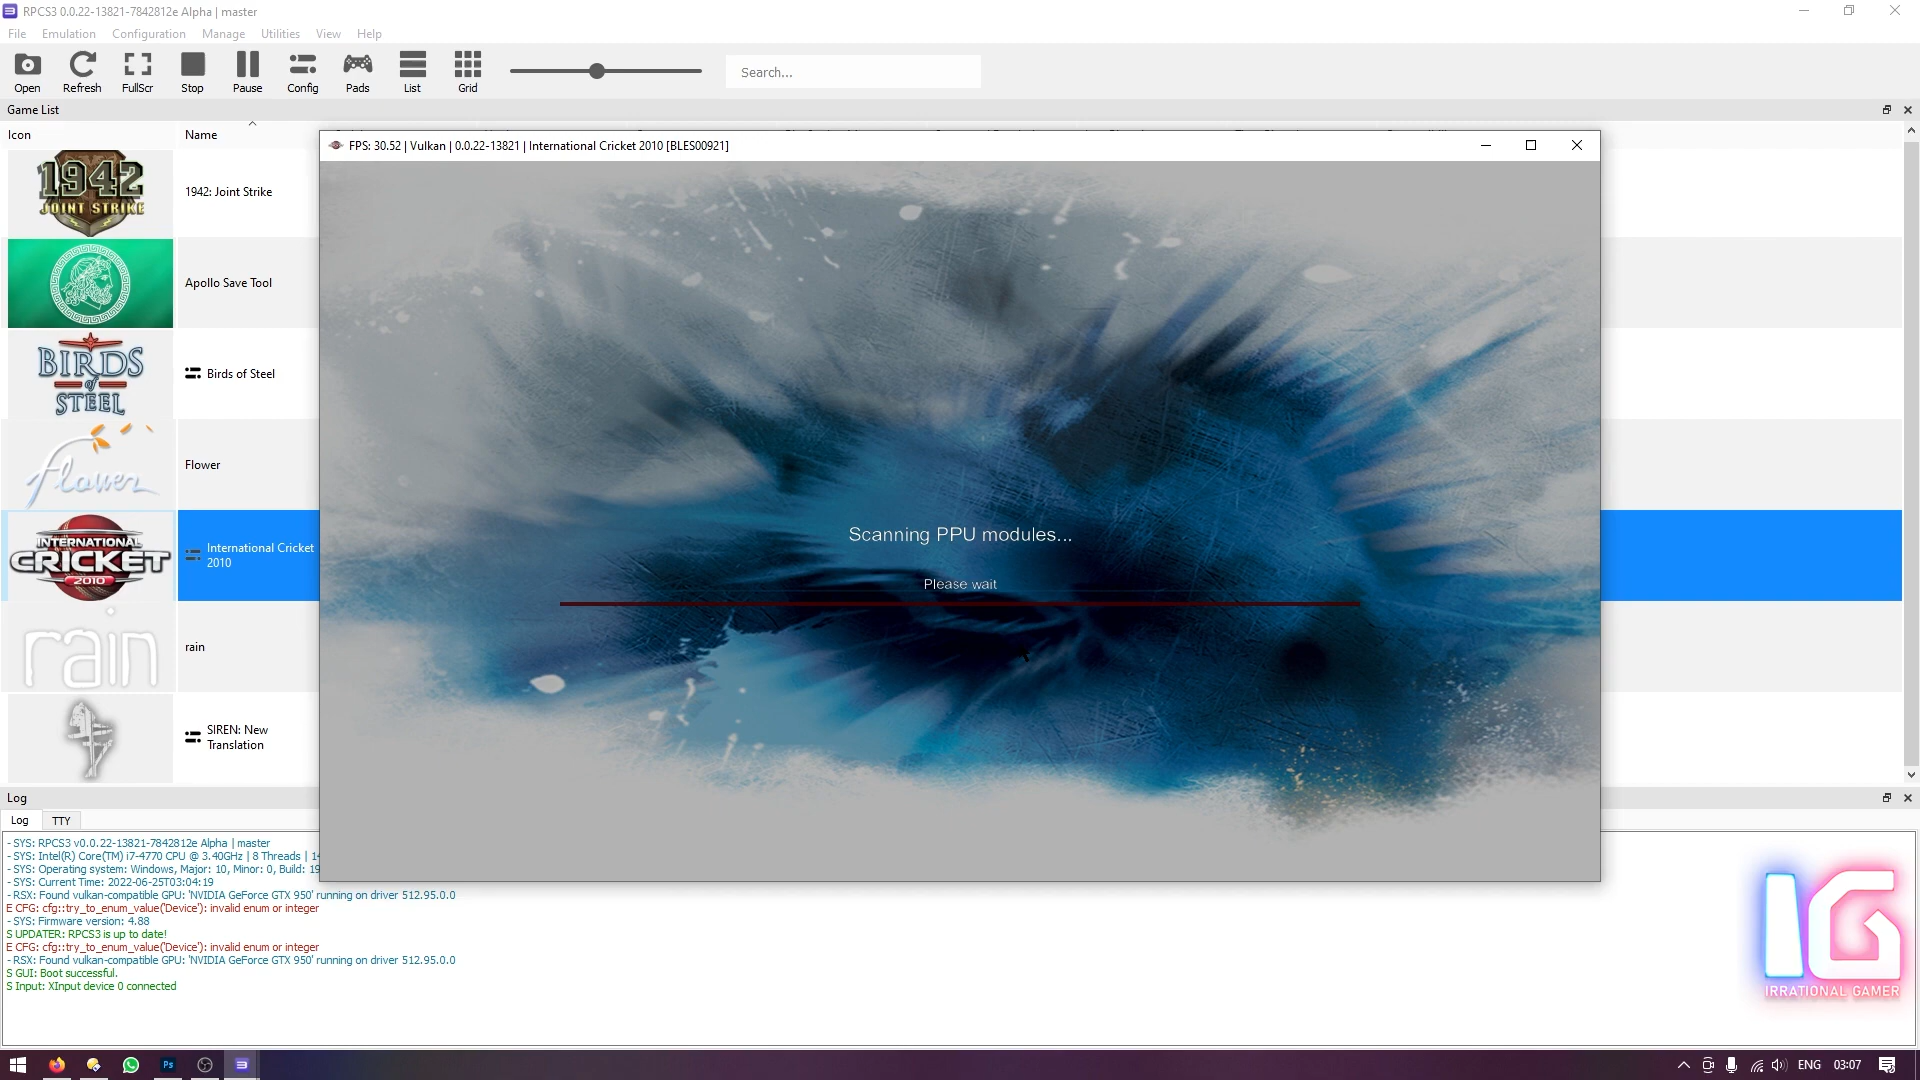 RPCS3 0.0.22-13821-7842812e Alpha | master
File Emulation Configuration Manage Utilities View Help
Open Refresh FullScr Stop Pause Config Pads List Grid Search...
Game List
Icon Name
FPS: 30.52 | Vulkan | 0.0.22-13821 | International Cricket 2010 [BLES00921]
1942
JOINT STRIKE
1942: Joint Strike
Apollo Save Tool
BIRDS
of
STEEL
Birds of Steel
flower
Flower
Scanning PPU modules...
Please wait
INTERNATIONAL
CRICKET
2010
International Cricket
2010
rain
rain
SIREN: New
Translation
Log
Log TTY
- SYS: RPCS3 v0.0.22-13821-7842812e Alpha | master
- SYS: Intel(R) Core(TM) i7-4770 CPU @ 3.40GHz | 8 Threads | 1
- SYS: Operating system: Windows, Major: 10, Minor: 0, Build: 19
- SYS: Current Time: 2022-06-25T03:04:19
- RSX: Found vulkan-compatible GPU: 'NVIDIA GeForce GTX 950' running on driver 512.95.0.0
E CFG: cfg::try_to_enum_value('Device'): invalid enum or integer
- SYS: Firmware version: 4.88
S UPDATER: RPCS3 is up to date!
E CFG: cfg::try_to_enum_value('Device'): invalid enum or integer
- RSX: Found vulkan-compatible GPU: 'NVIDIA GeForce GTX 950' running on driver 512.95.0.0
S GUI: Boot successful.
S Input: XInput device 0 connected
IG
IRRATIONAL GAMER
Ps
ENG 03:07